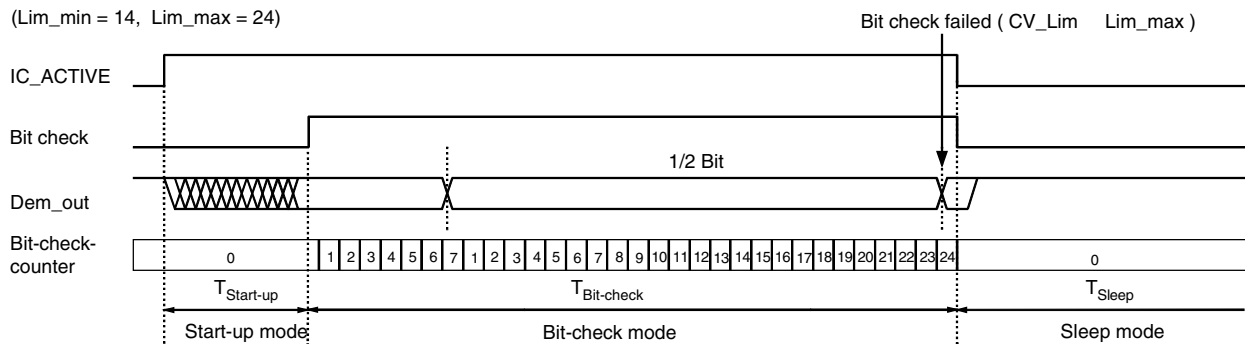 (Lim_min = 14, Lim_max = 24)
Bit check failed ( CV_Lim Lim_max )
IC_ACTIVE
Bit check
1/2 Bit
Dem_out
Bit-check-
counter
0 1 2 3 4 5 6 7 1 2 3 4 5 6 7 8 9 10 11 12 13 14 15 16 17 18 19 20 21 22 23 24 0
TStart-up TBit-check TSleep
Start-up mode Bit-check mode Sleep mode